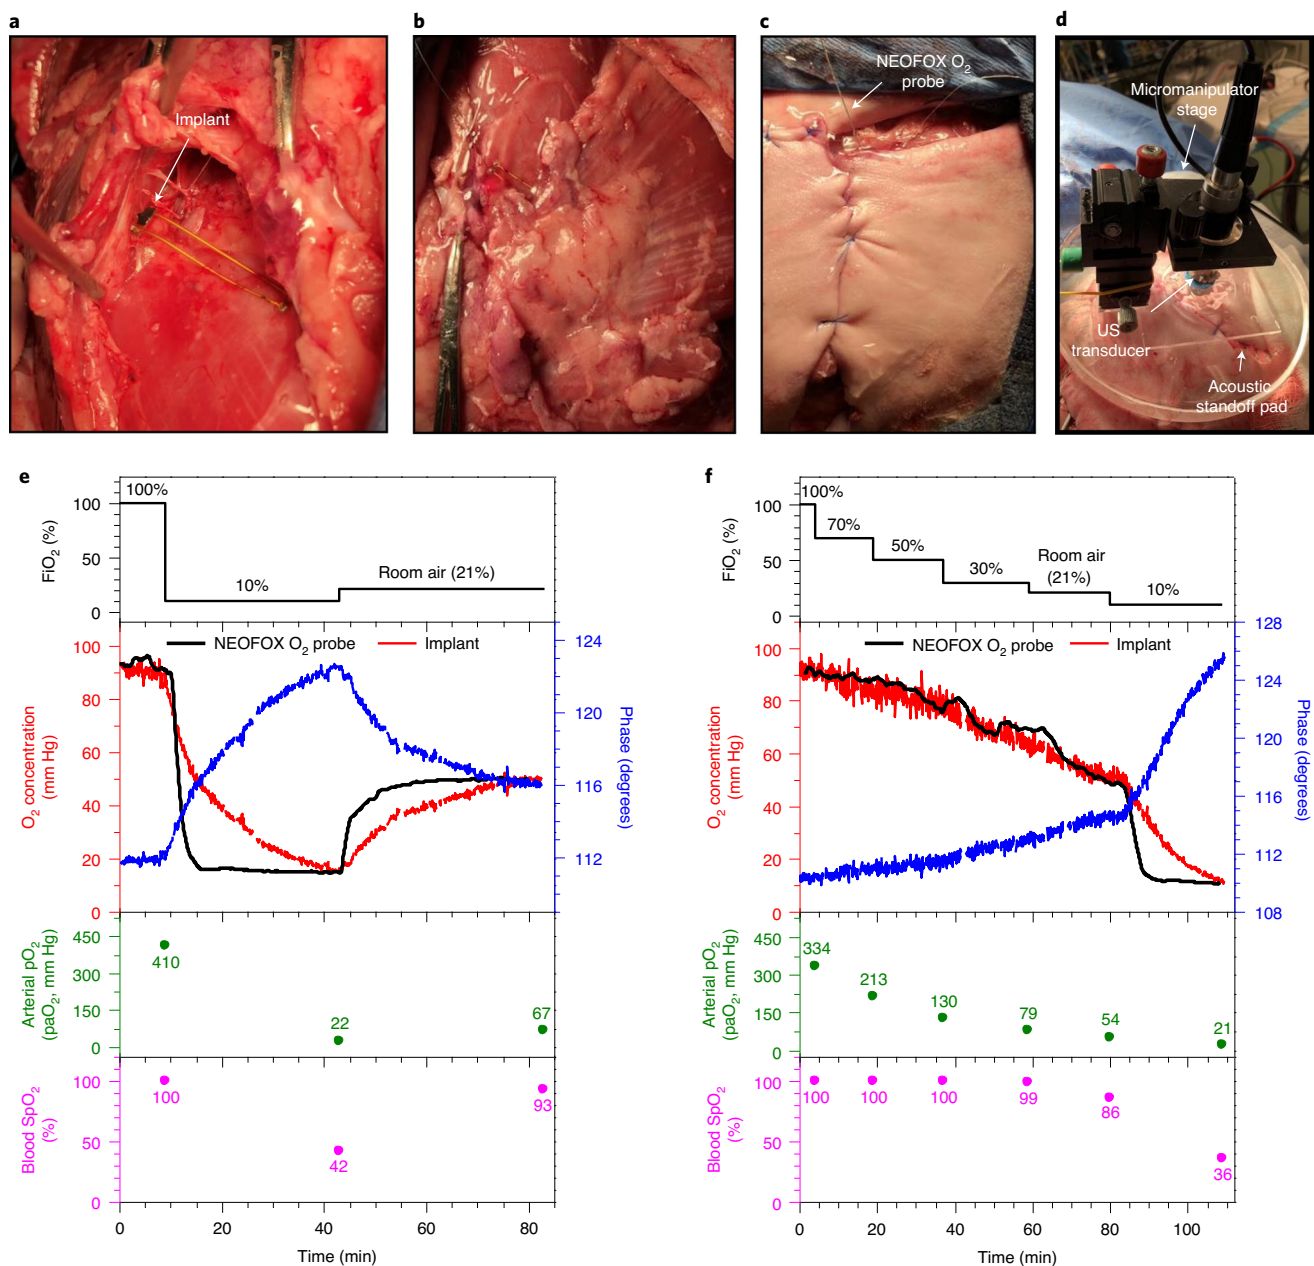 a
b
c
d
Implant
NEOFOX O₂
probe
Micromanipulator
stage
US
transducer
Acoustic
standoff pad
e
FiO₂ (%)
100
50
0
100%
10%
Room air (21%)
NEOFOX O₂ probe
Implant
O₂ concentration
(mm Hg)
100
80
60
40
20
0
124
120
116
112
Phase (degrees)
Arterial pO₂
(paO₂, mm Hg)
450
300
150
0
410
22
67
Blood SpO₂
(%)
100
50
0
100
42
93
0
20
40
60
80
Time (min)
f
FiO₂ (%)
100
50
0
100%
70%
50%
30%
Room air
(21%)
10%
NEOFOX O₂ probe
Implant
O₂ concentration
(mm Hg)
100
80
60
40
20
0
128
124
120
116
112
108
Phase (degrees)
Arterial pO₂
(paO₂, mm Hg)
450
300
150
0
334
213
130
79
54
21
Blood SpO₂
(%)
100
50
0
100
100
100
99
86
36
0
20
40
60
80
100
Time (min)